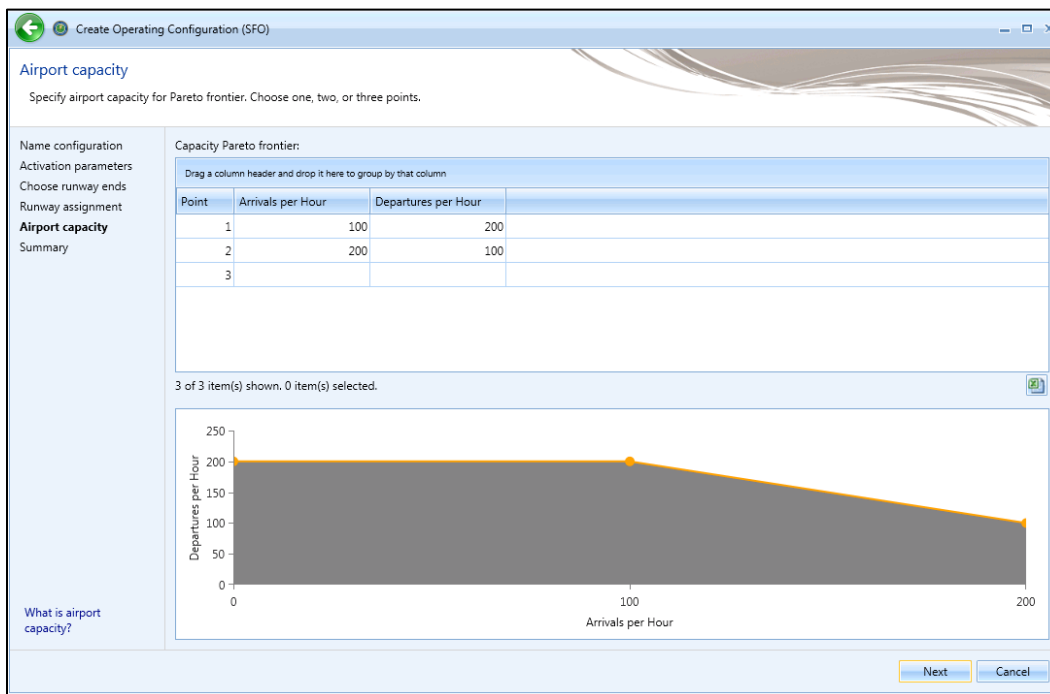 Create Operating Configuration (SFO)
Airport capacity
Specify airport capacity for Pareto frontier. Choose one, two, or three points.
Name configuration
Activation parameters
Choose runway ends
Runway assignment
Airport capacity
Summary
What is airport
capacity?
Capacity Pareto frontier:
Drag a column header and drop it here to group by that column
Point Arrivals per Hour Departures per Hour
1 100 200
2 200 100
3
3 of 3 item(s) shown. 0 item(s) selected.
Departures per Hour
250
200
150
100
50
0
0 100 200
Arrivals per Hour
Next Cancel